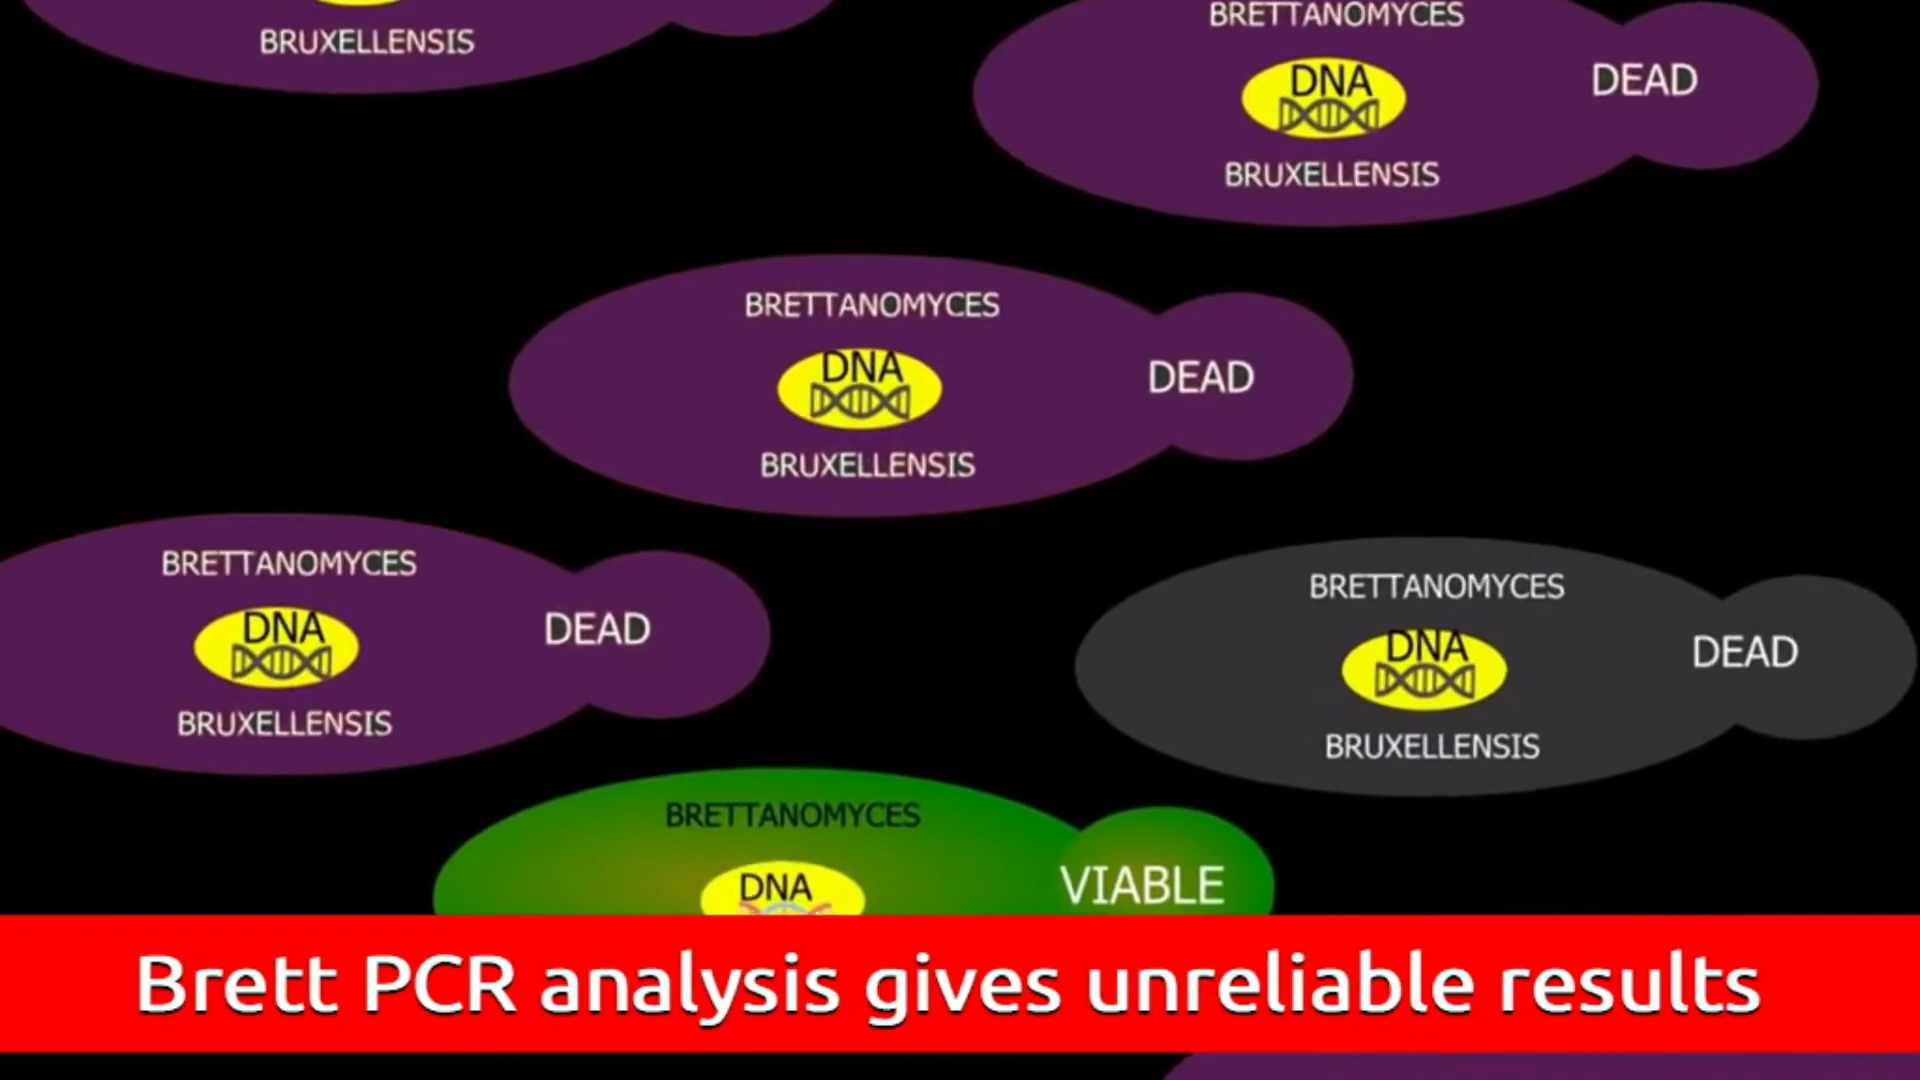 BRUXELLENSIS
BRETTANOMYCES
DNA
DEAD
BRUXELLENSIS
BRETTANOMYCES
DNA
DEAD
BRUXELLENSIS
BRETTANOMYCES
DNA
DEAD
BRUXELLENSIS
BRETTANOMYCES
DNA
DEAD
BRUXELLENSIS
BRETTANOMYCES
DNA
VIABLE
Brett PCR analysis gives unreliable results